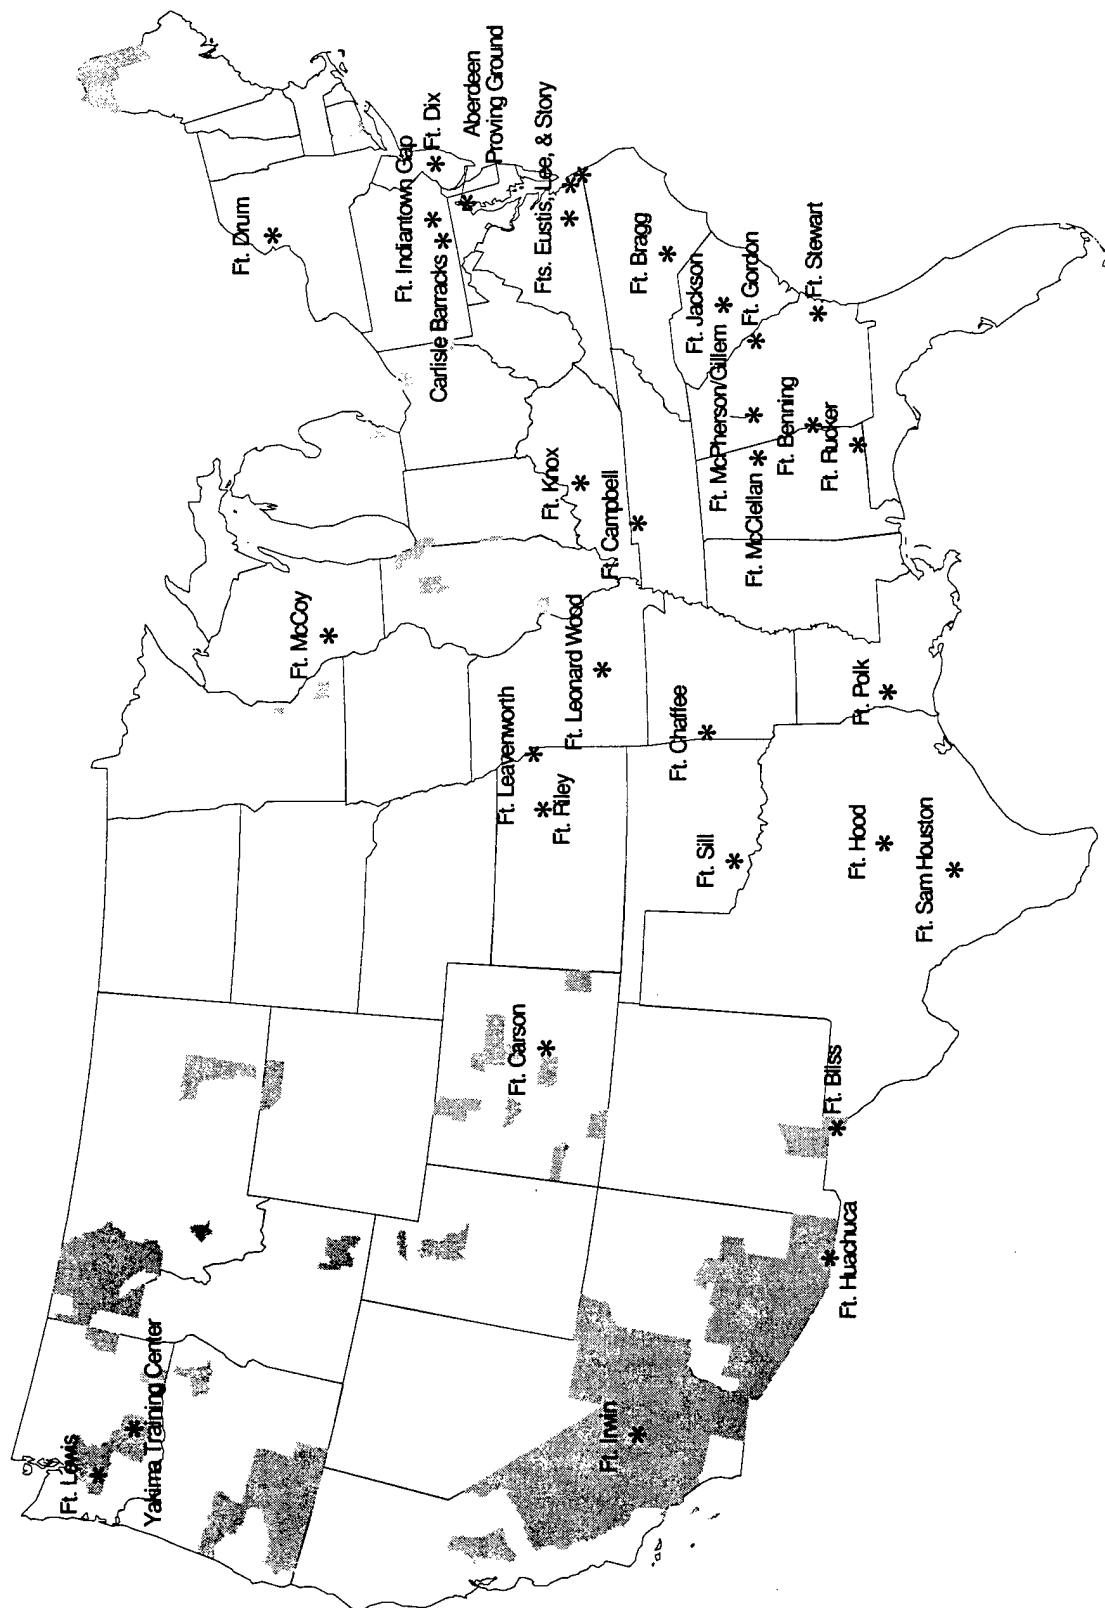 Ft. Lewis
Yakima Training Center
Ft. Irwin
Ft. Huachuca
Ft. Bliss
Ft. Carson
Ft. Riley
Ft. Leavenworth
Ft. Sill
Ft. Hood
Ft. Sam Houston
Ft. Chaffee
Ft. Polk
Ft. Leonard Wood
Ft. McCoy
Ft. Knox
Ft. Campbell
Ft. McClellan
Ft. McPherson/Gillem
Ft. Benning
Ft. Rucker
Ft. Jackson
Ft. Gordon
Ft. Stewart
Ft. Bragg
Fts. Eustis, Lee, & Story
Carlisle Barracks
Ft. Indiantown Gap
Ft. Drum
Ft. Dix
Aberdeen
Proving Ground